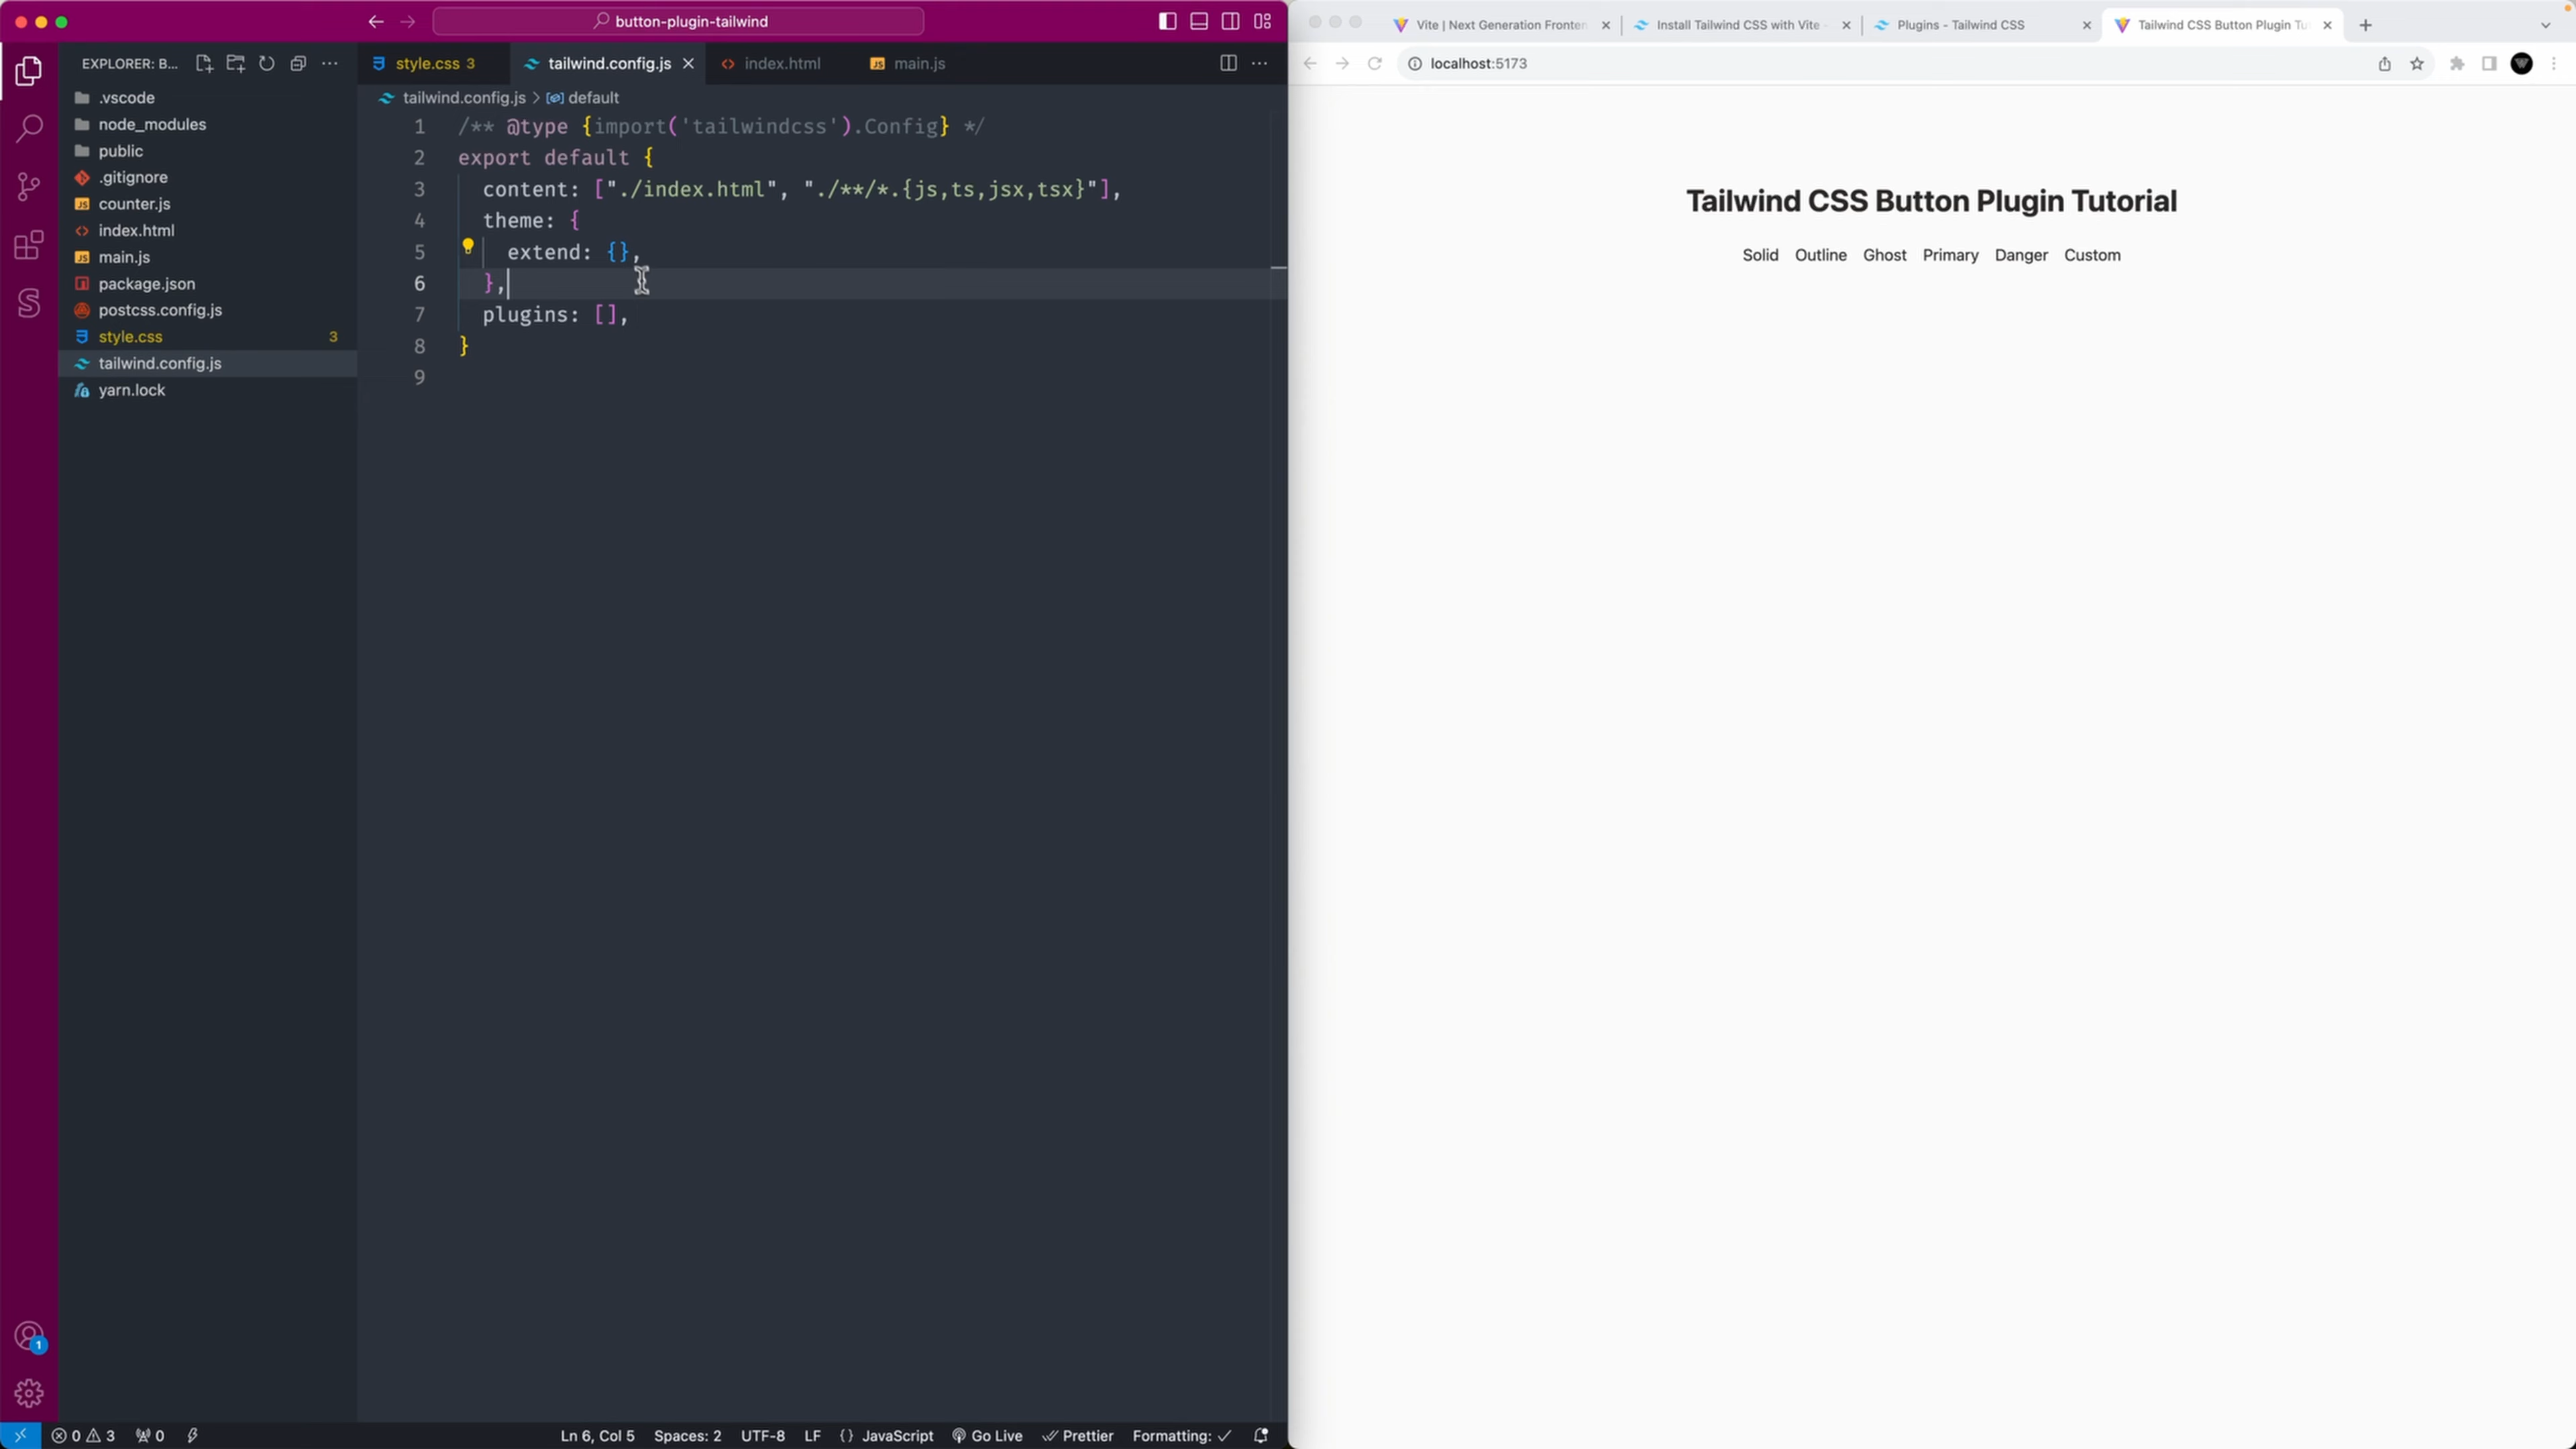 button-plugin-tailwind
EXPLORER: B...
.vscode
node_modules
public
.gitignore
counter.js
index.html
main.js
package.json
postcss.config.js
style.css 3
tailwind.config.js
yarn.lock
1
style.css 3
tailwind.config.js
index.html
main.js
tailwind.config.js > default
1 /** @type {import('tailwindcss').Config} */
2 export default {
3 content: ["./index.html", "./**/*.{js,ts,jsx,tsx}"],
4 theme: {
5 extend: {},
6 },
7 plugins: [],
8 }
9
0 3 0
Ln 6, Col 5 Spaces: 2 UTF-8 LF {} JavaScript Go Live Prettier Formatting:
Vite | Next Generation Fronten
Install Tailwind CSS with Vite -
Plugins - Tailwind CSS
Tailwind CSS Button Plugin Tu
localhost:5173
Tailwind CSS Button Plugin Tutorial
Solid Outline Ghost Primary Danger Custom